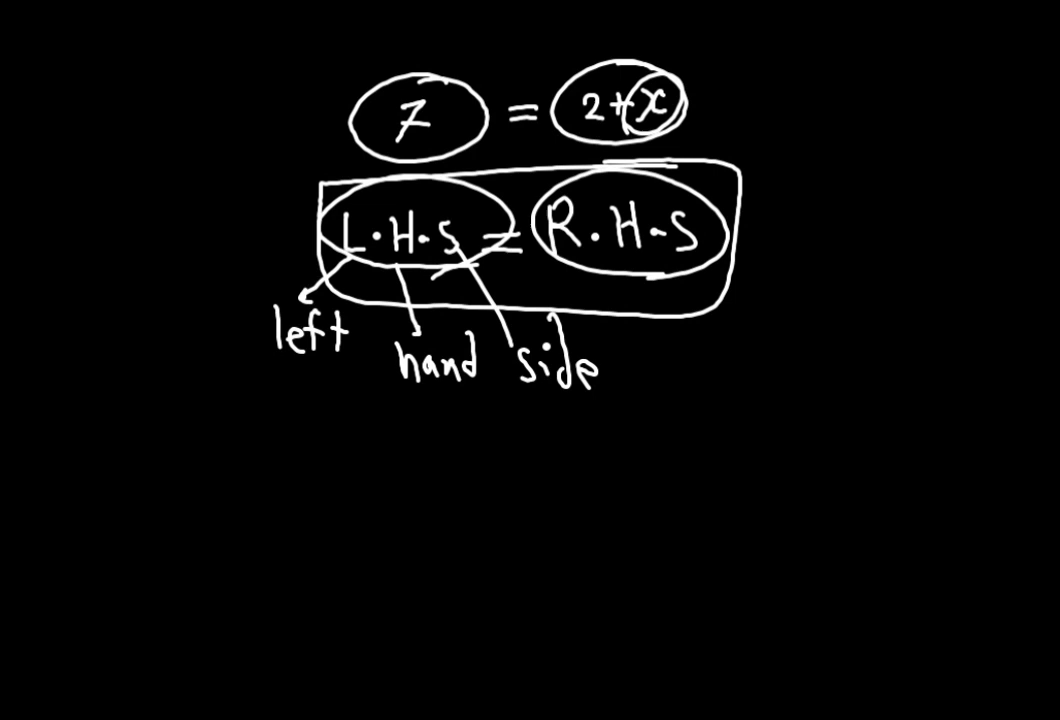 7 = 2+x
L.H.S = R.H.S
left hand side